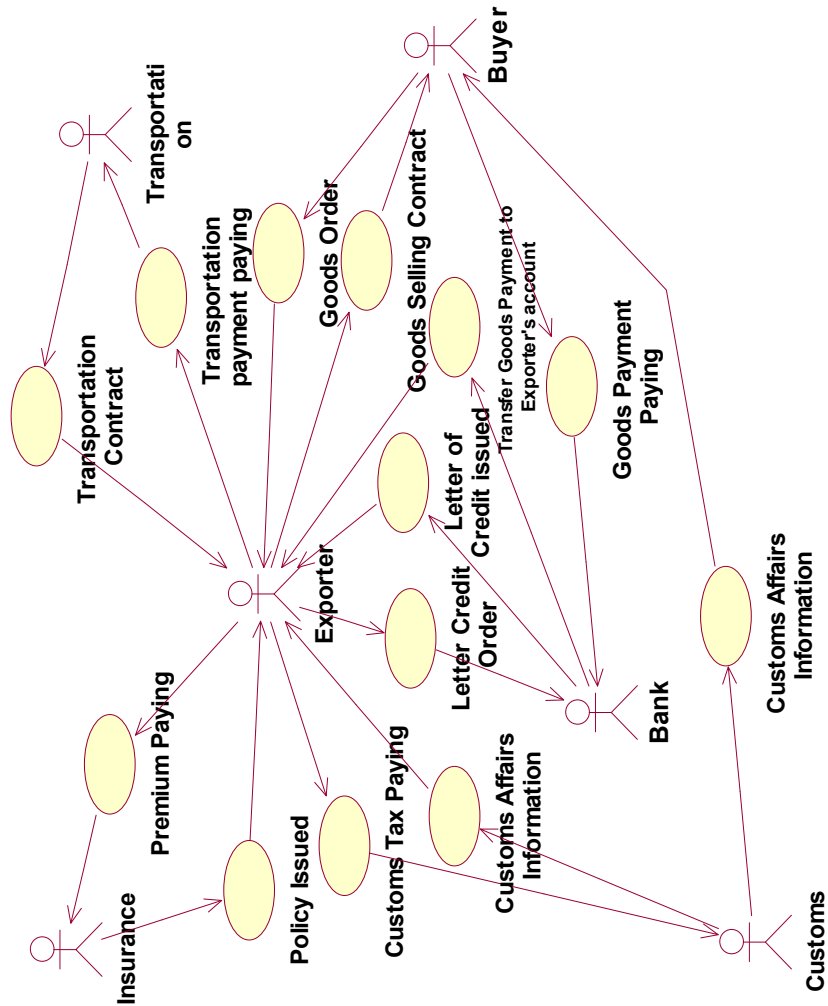 Transportati
on
Transportation
Contract
Transportation
payment paying
Buyer
Goods Order
Goods Selling Contract
Transfer Goods Payment to
Exporter's account
Goods Payment
Paying
Exporter
Letter of
Credit issued
Letter Credit
Order
Premium Paying
Insurance
Policy Issued
Customs Tax Paying
Customs Affairs
Information
Bank
Customs Affairs
Information
Customs